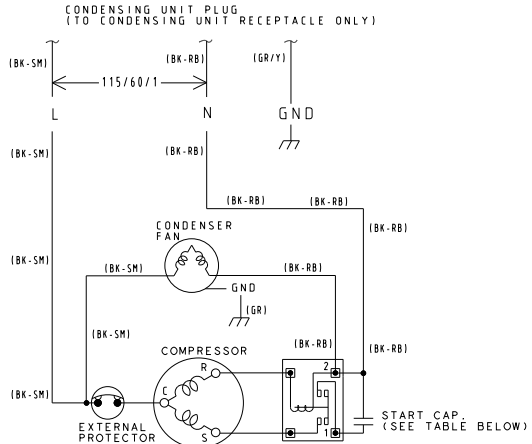 CONDENSING UNIT PLUG
(TO CONDENSING UNIT RECEPTACLE ONLY)
(BK-SM)
(BK-RB)
(GR/Y)
115/60/1
L
N
GND
(BK-SM)
(BK-RB)
(BK-RB)
(BK-RB)
(BK-RB)
CONDENSER
FAN
(BK-SM)
(BK-SM)
(BK-RB)
GND
(GR)
(BK-SM)
(BK-RB)
(BK-RB)
COMPRESSOR
R
2
(BK-SM)
C
START CAP.
(SEE TABLE BELOW)
EXTERNAL
PROTECTOR
S
1